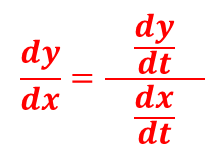 dy/dx = (dy/dt)/(dx/dt)